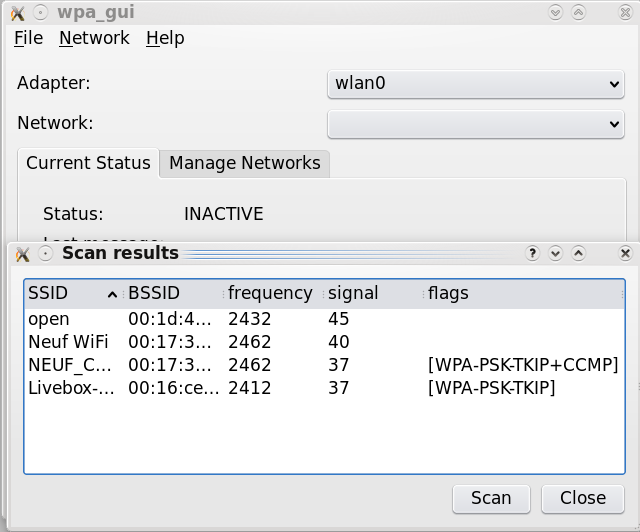 wpa_gui
File Network Help
Adapter: wlan0
Network:
Current Status Manage Networks
Status: INACTIVE
Last message:
Scan results ?
SSID BSSID frequency signal flags
open 00:1d:4... 2432 45
Neuf WiFi 00:17:3... 2462 40
NEUF_C... 00:17:3... 2462 37 [WPA-PSK-TKIP+CCMP]
Livebox-... 00:16:ce... 2412 37 [WPA-PSK-TKIP]
Scan Close